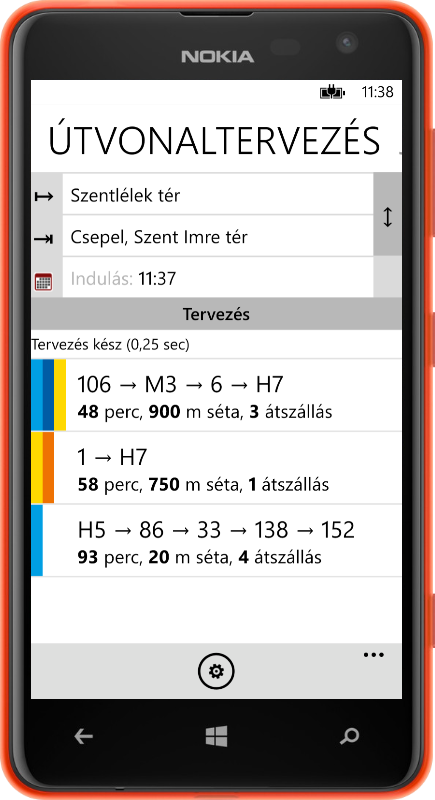 NOKIA
11:38
ÚTVONALTERVEZÉS
Szentlélek tér
Csepel, Szent Imre tér
Indulás: 11:37
Tervezés
Tervezés kész (0,25 sec)
106 → M3 → 6 → H7
48 perc, 900 m séta, 3 átszállás
1 → H7
58 perc, 750 m séta, 1 átszállás
H5 → 86 → 33 → 138 → 152
93 perc, 20 m séta, 4 átszállás